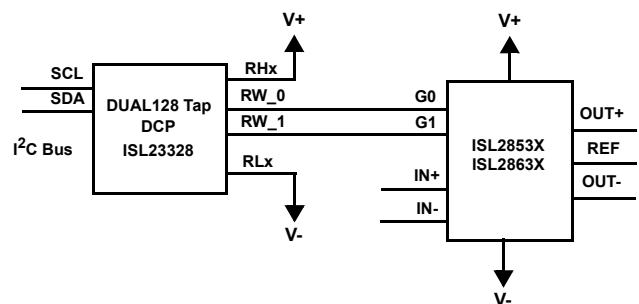 V+
V+
RHx
SCL
SDA
DUAL128 Tap
DCP
ISL23328
RW_0
RW_1
G0
G1
I²C Bus
RLx
V-
ISL2853X
ISL2863X
IN+
IN-
OUT+
REF
OUT-
V-